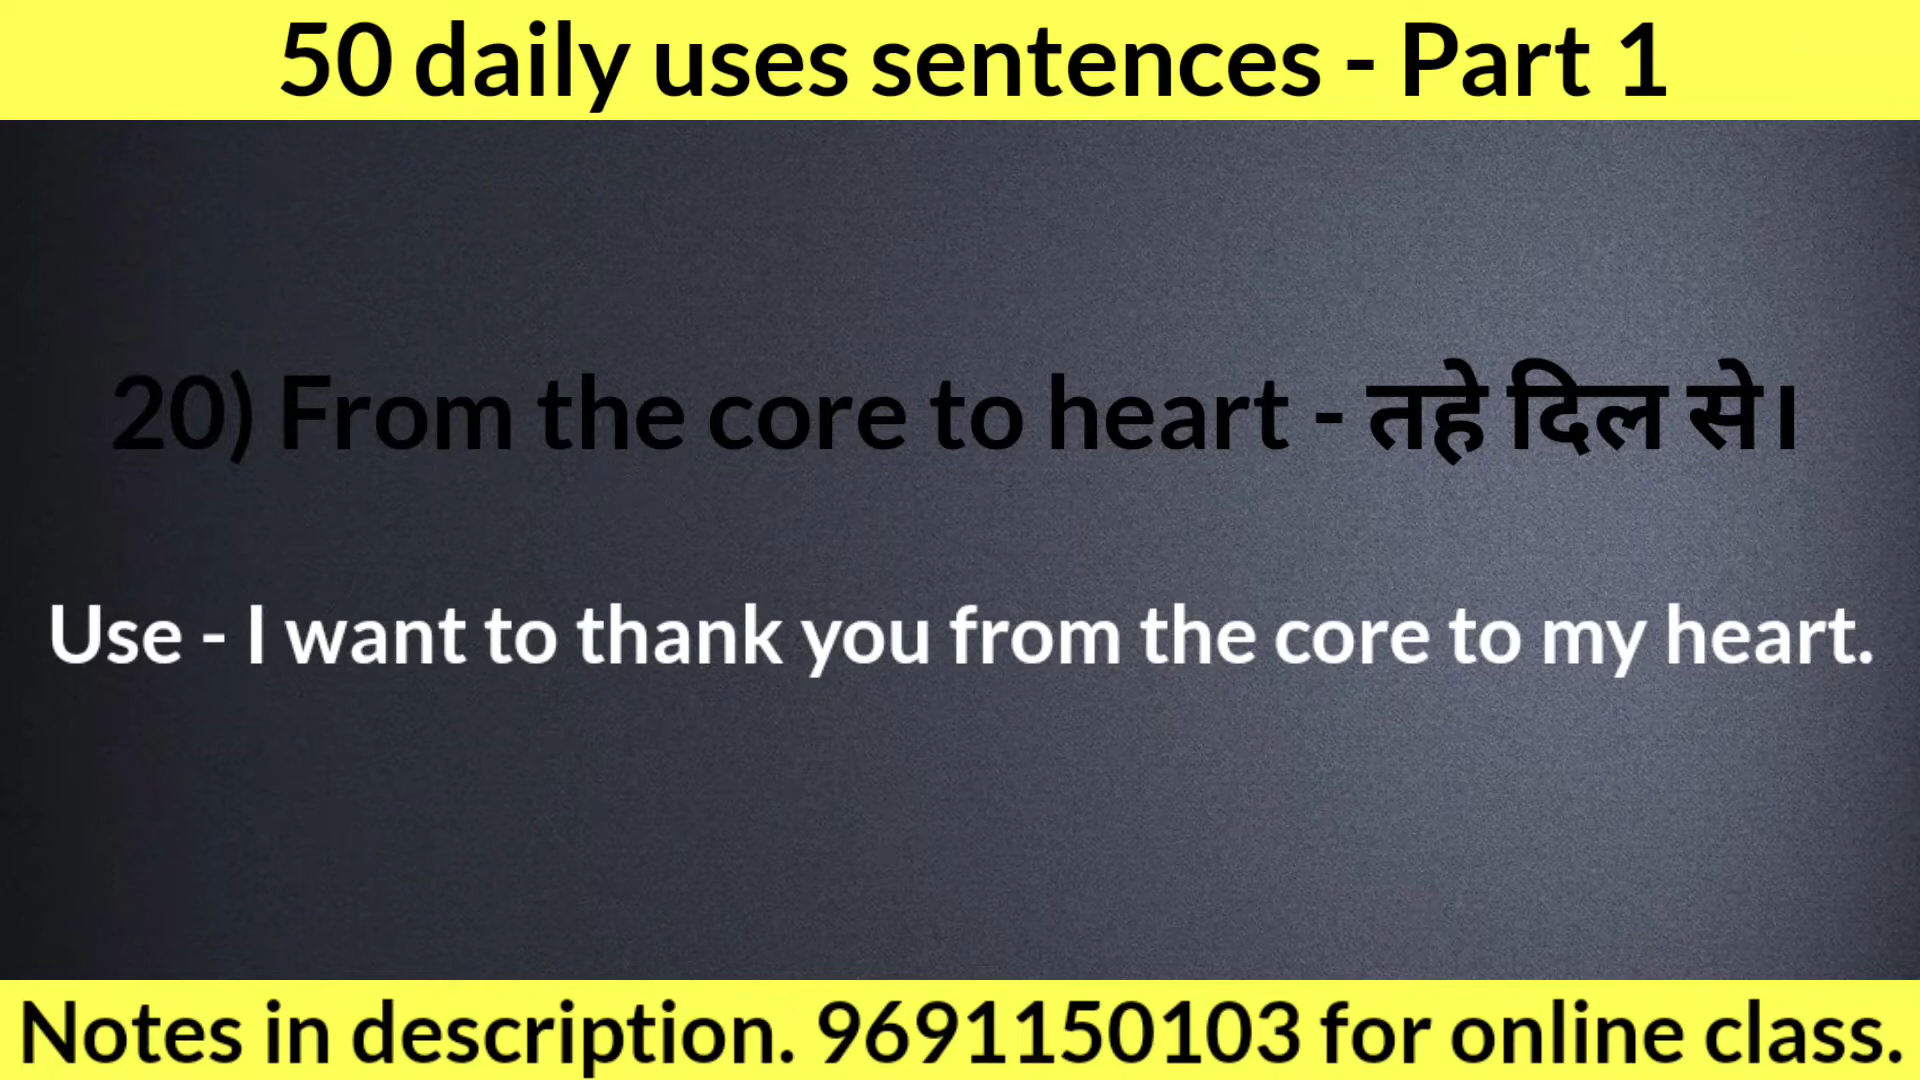 50 daily uses sentences - Part 1
20) From the core to heart - तहे दिल से।
Use - I want to thank you from the core to my heart.
Notes in description. 9691150103 for online class.